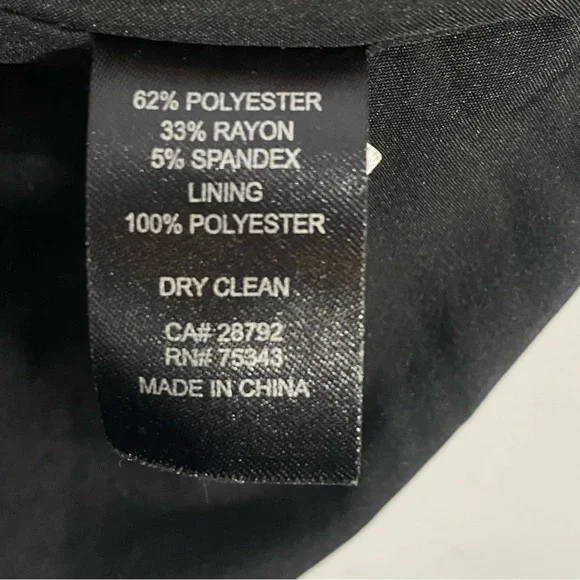 62% POLYESTER
33% RAYON
5% SPANDEX
LINING
100% POLYESTER
DRY CLEAN
CA# 28792
RN# 75343
MADE IN CHINA